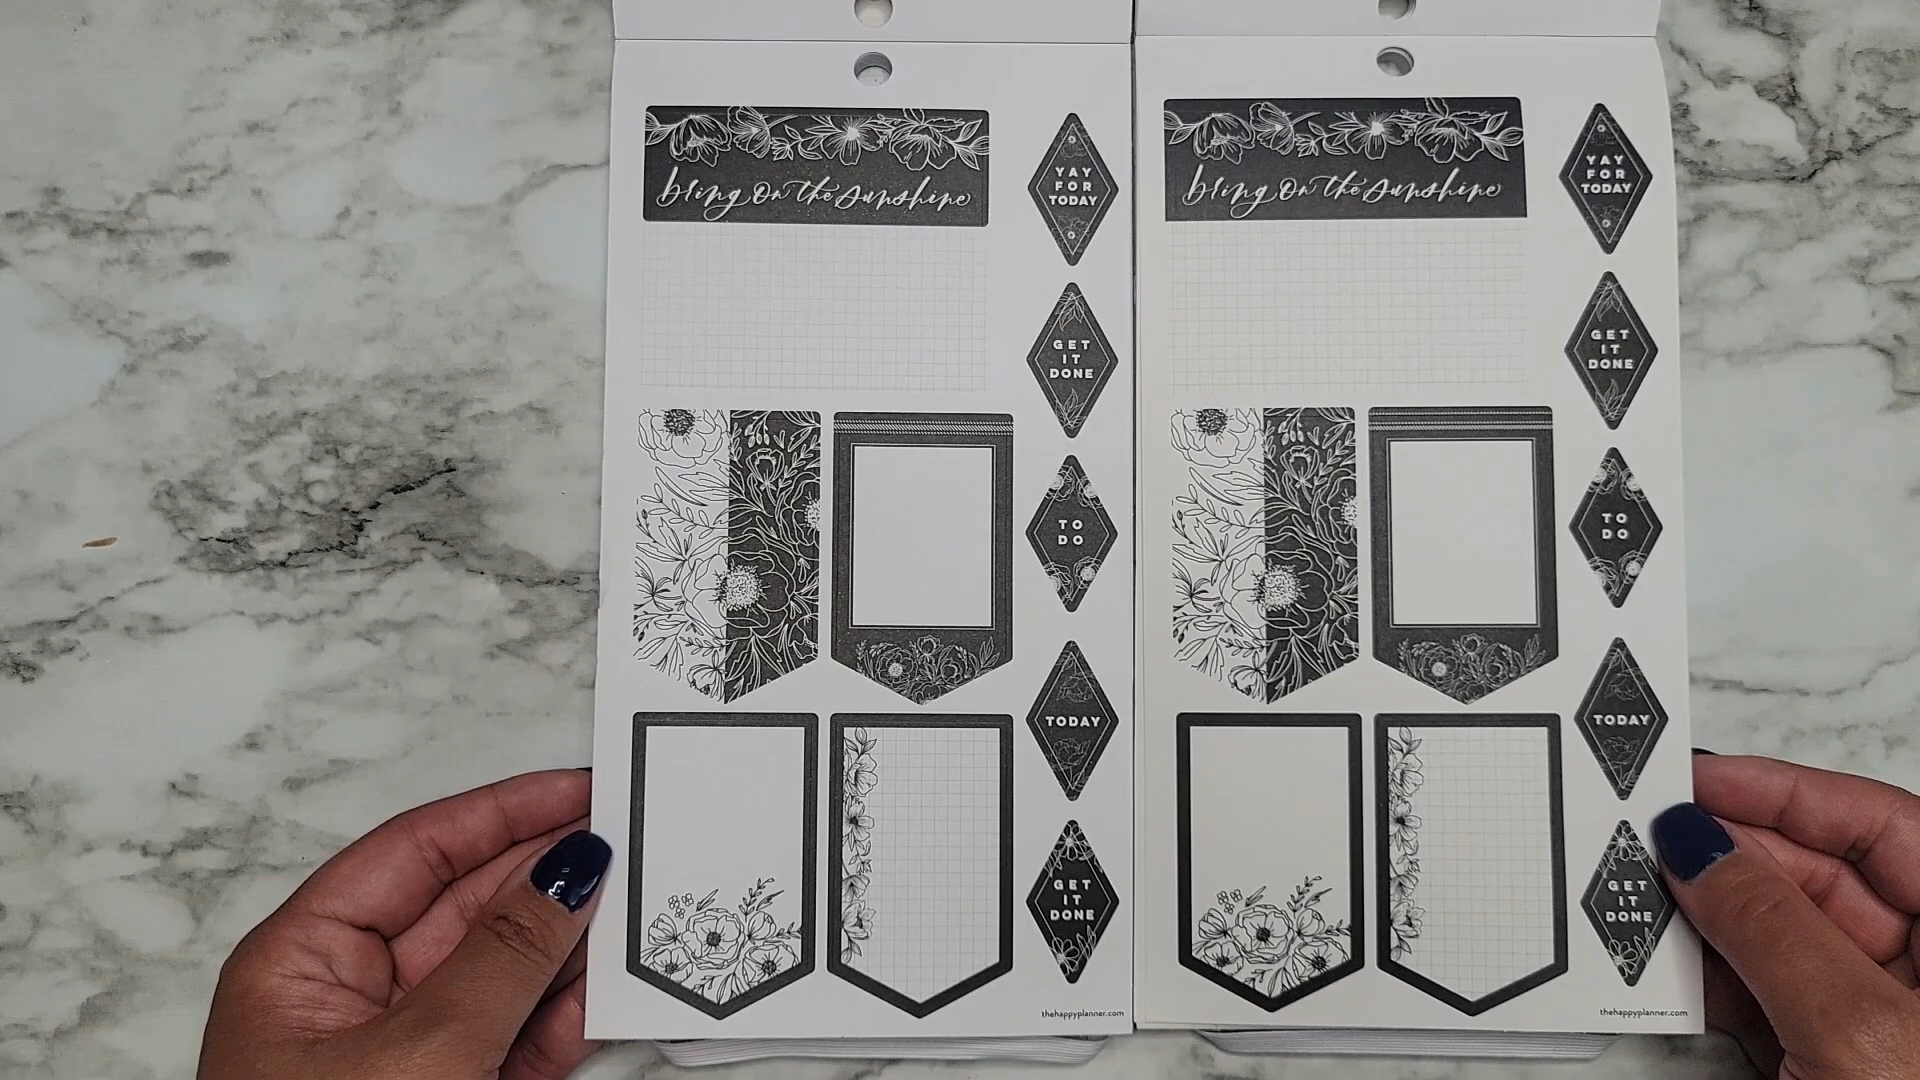 bring on the sunshine
YAY
FOR
TODAY
GET
IT
DONE
TO
DO
TODAY
GET
IT
DONE
thehappyplanner.com
bring on the sunshine
YAY
FOR
TODAY
GET
IT
DONE
TO
DO
TODAY
GET
IT
DONE
thehappyplanner.com